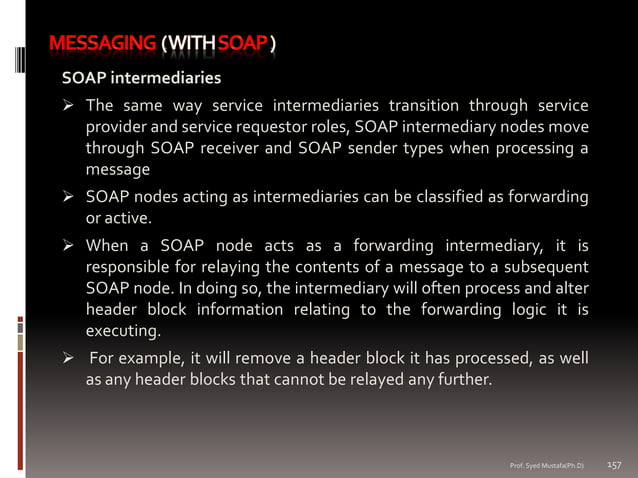 MESSAGING (WITH SOAP)
SOAP intermediaries
➢ The same way service intermediaries transition through service
provider and service requestor roles, SOAP intermediary nodes move
through SOAP receiver and SOAP sender types when processing a
message
➢ SOAP nodes acting as intermediaries can be classified as forwarding
or active.
➢ When a SOAP node acts as a forwarding intermediary, it is
responsible for relaying the contents of a message to a subsequent
SOAP node. In doing so, the intermediary will often process and alter
header block information relating to the forwarding logic it is
executing.
➢ For example, it will remove a header block it has processed, as well
as any header blocks that cannot be relayed any further.
Prof. Syed Mustafa(Ph.D) 157